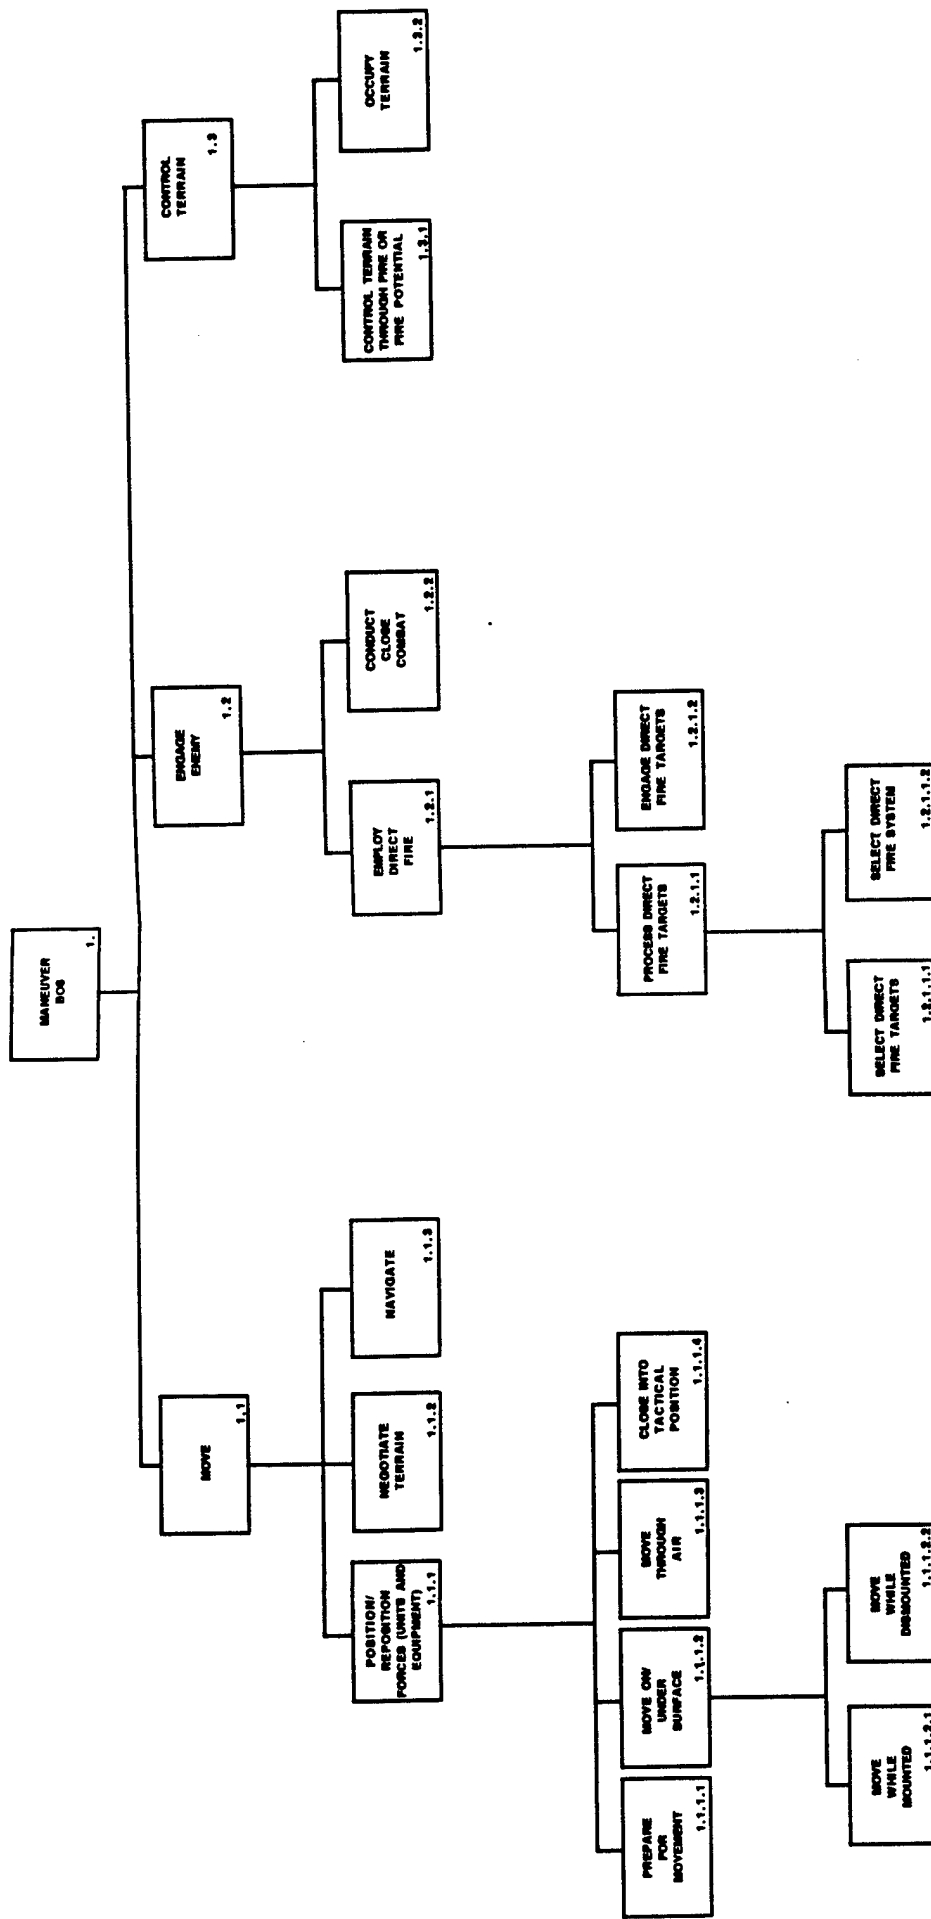 MANEUVER
BOS
1.
MOVE
1.1
ENGAGE
ENEMY
1.2
CONTROL
TERRAIN
1.3
POSITION/
REPOSITION
FORCES (UNITS AND
EQUIPMENT)
1.1.1
NEGOTIATE
TERRAIN
1.1.2
NAVIGATE
1.1.3
EMPLOY
DIRECT
FIRE
1.2.1
CONDUCT
CLOSE
COMBAT
1.2.2
CONTROL TERRAIN
THROUGH FIRE OR
FIRE POTENTIAL
1.3.1
OCCUPY
TERRAIN
1.3.2
PREPARE
FOR
MOVEMENT
1.1.1.1
MOVE ON/
UNDER
SURFACE
1.1.1.2
MOVE
THROUGH
AIR
1.1.1.3
CLOSE INTO
TACTICAL
POSITION
1.1.1.4
PROCESS DIRECT
FIRE TARGETS
1.2.1.1
ENGAGE DIRECT
FIRE TARGETS
1.2.1.2
MOVE
WHILE
MOUNTED
1.1.1.2.1
MOVE
WHILE
DISMOUNTED
1.1.1.2.2
SELECT DIRECT
FIRE TARGETS
1.2.1.1.1
SELECT DIRECT
FIRE SYSTEM
1.2.1.1.2